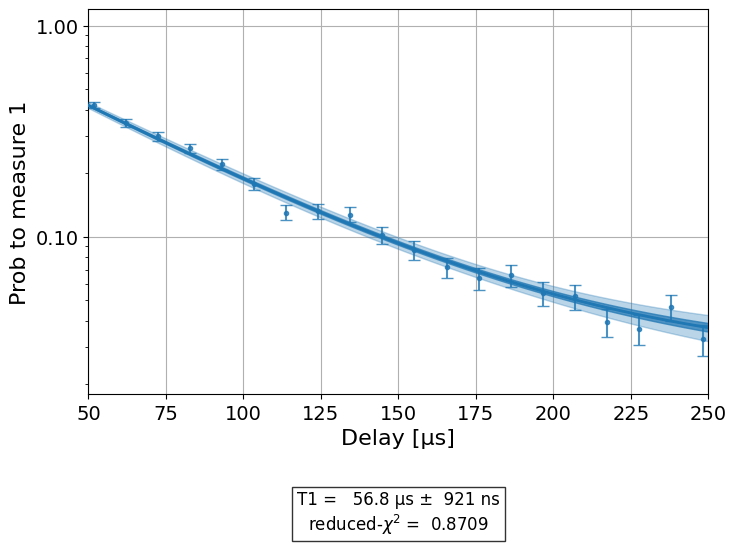 Prob to measure 1
1.00
0.10
50 75 100 125 150 175 200 225 250
Delay [μs]
T1 = 56.8 μs ± 921 ns
reduced-χ² = 0.8709